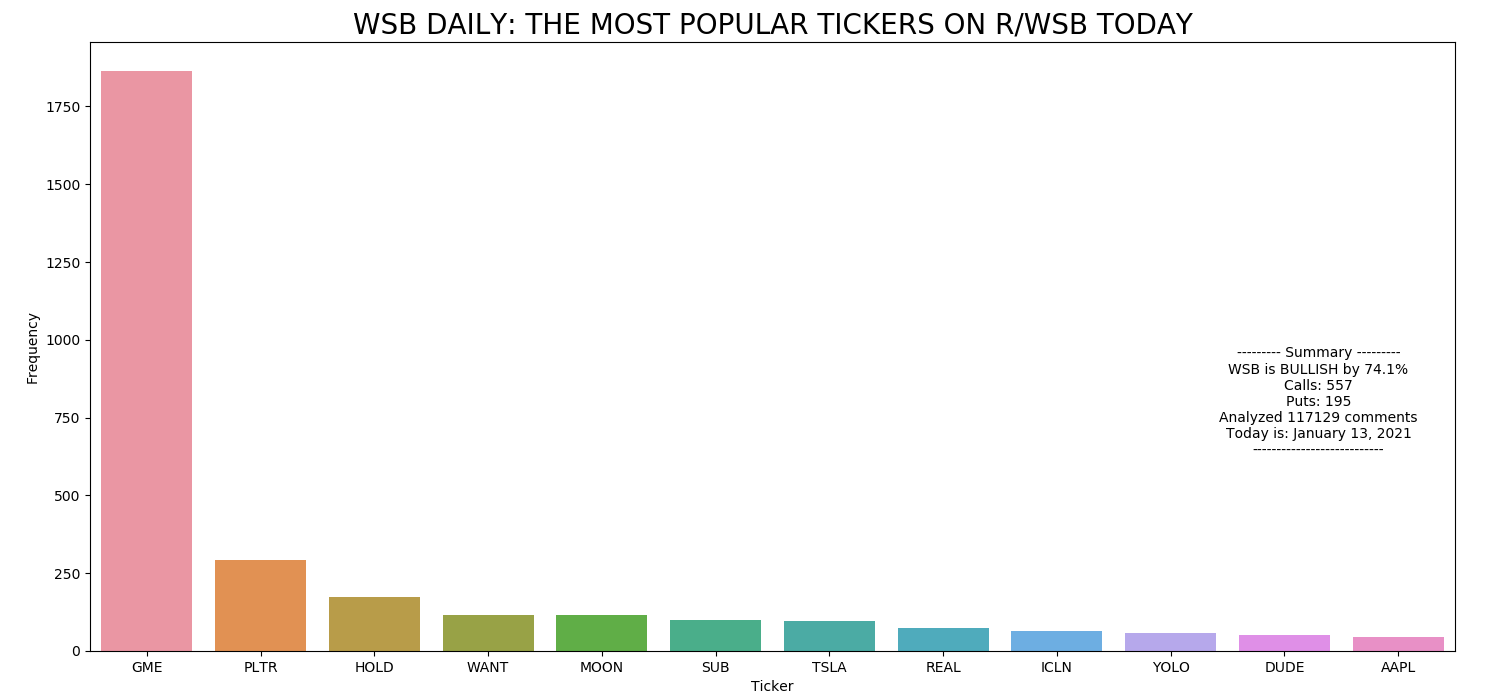 WSB DAILY: THE MOST POPULAR TICKERS ON R/WSB TODAY
1750
1500
1250
1000
750
500
250
0
Frequency
--------- Summary ---------
WSB is BULLISH by 74.1%
Calls: 557
Puts: 195
Analyzed 117129 comments
Today is: January 13, 2021
---------------------------
GME PLTR HOLD WANT MOON SUB TSLA REAL ICLN YOLO DUDE AAPL
Ticker